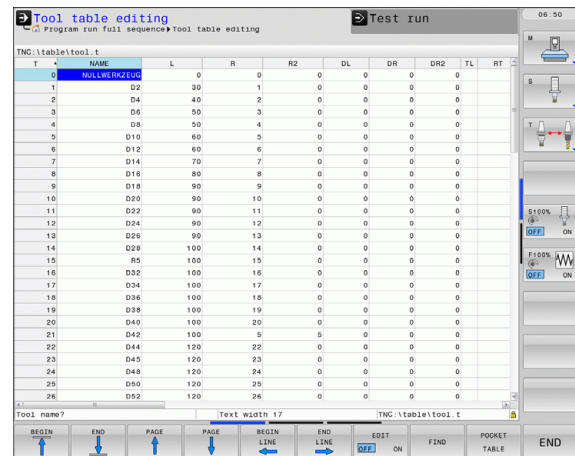 Tool table editing
Test run
06:50
Program run full sequence Tool table editing
TNC:\table\tool.t
T NAME L R R2 DL DR DR2 TL RT
0 NULLWERKZEUG 0 0 0 0 0 0
1 D2 30 1 0 0 0 0
2 D4 40 2 0 0 0 0
3 D6 50 3 0 0 0 0
4 D8 50 4 0 0 0 0
5 D10 60 5 0 0 0 0
6 D12 60 6 0 0 0 0
7 D14 70 7 0 0 0 0
8 D16 80 8 0 0 0 0
9 D18 90 9 0 0 0 0
10 D20 90 10 0 0 0 0
11 D22 90 11 0 0 0 0
12 D24 90 12 0 0 0 0
13 D26 90 13 0 0 0 0
14 D28 100 14 0 0 0 0
15 R5 100 15 0 0 0 0
16 D32 100 16 0 0 0 0
17 D34 100 17 0 0 0 0
18 D36 100 18 0 0 0 0
19 D38 100 19 0 0 0 0
20 D40 100 20 0 0 0 0
21 D42 100 5 5 0 0 0
22 D44 120 22 0 0 0 0
23 D45 120 23 0 0 0 0
24 D48 120 24 0 0 0 0
25 D50 120 25 0 0 0 0
26 D52 120 26 0 0 0 0
Tool name? Text width 17 TNC:\table\tool.t
M
S
T
S100%
OFF ON
F100%
OFF ON
BEGIN
END
PAGE
PAGE
BEGIN LINE
END LINE
EDIT
OFF ON
FIND
POCKET TABLE
END